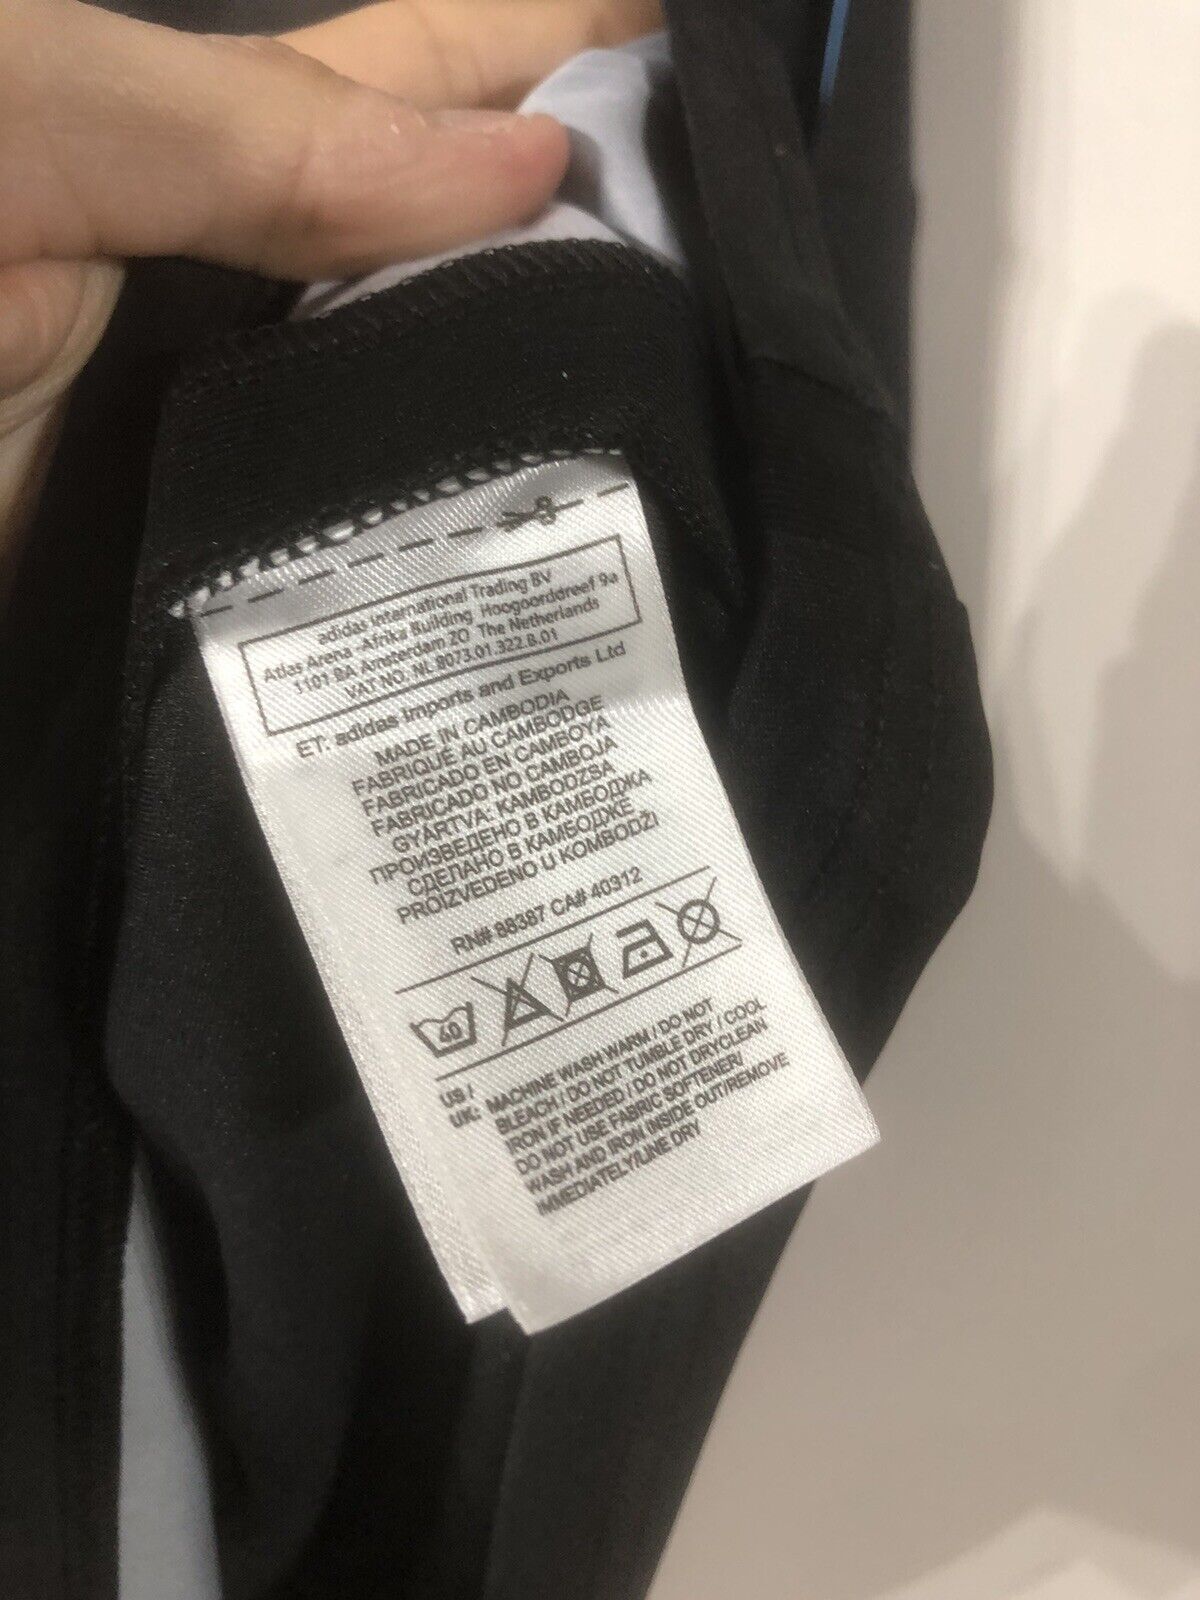 adidas International Trading BV
Atlas Arena -Afrika Building Hoogoorddreef 9a
1101 BA Amsterdam ZO The Netherlands
VAT NO. NL 8073.01.322.B.01
ET: adidas Imports and Exports Ltd
MADE IN CAMBODIA
FABRIQUÉ AU CAMBODGE
FABRICADO EN CAMBOYA
FABRICADO NO CAMBOJA
GYÁRTVA: KAMBODZSA
ПРОИЗВЕДЕНО В КАМБОДЖА
СДЕЛАНО В КАМБОДЖЕ
PROIZVEDENO U KOMBODŽI
RN# 88387 CA# 40312
40
US / UK: MACHINE WASH WARM / DO NOT
BLEACH / DO NOT TUMBLE DRY / COOL
IRON IF NEEDED / DO NOT DRYCLEAN
DO NOT USE FABRIC SOFTENER/
WASH AND IRON INSIDE OUT/REMOVE
IMMEDIATELY/LINE DRY